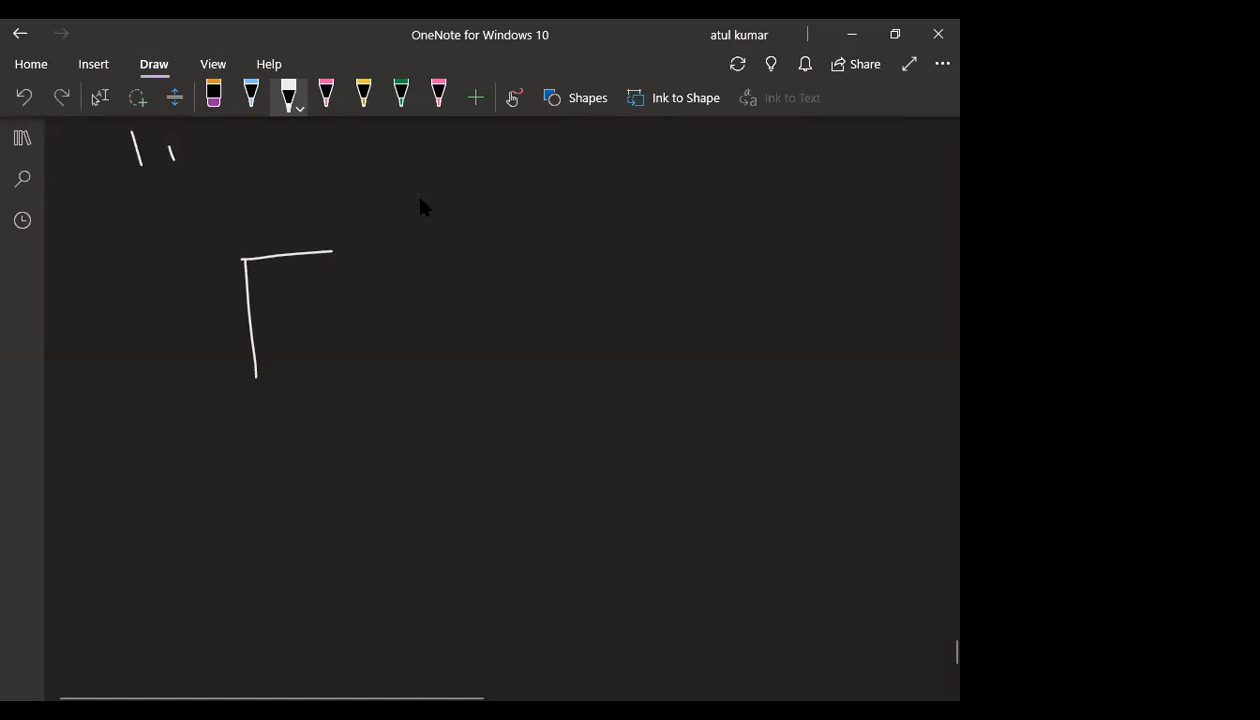 OneNote for Windows 10
atul kumar
Home Insert Draw View Help
Share
Shapes Ink to Shape Ink to Text